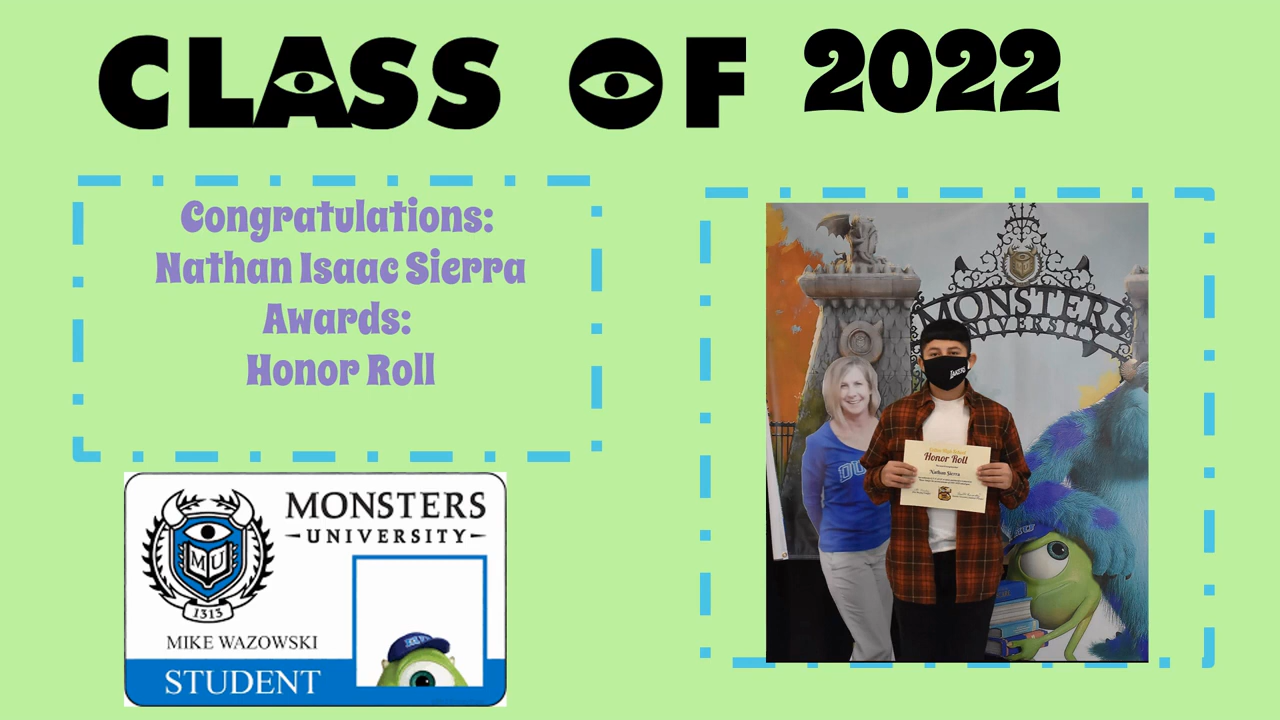 CLASS OF 2022
Congratulations:
Nathan Isaac Sierra
Awards:
Honor Roll
MONSTERS
UNIVERSITY
MU
1313
MIKE WAZOWSKI
STUDENT
MONSTERS
UNIVERSITY
LAKERS
Honor Roll
Nathan Sierra